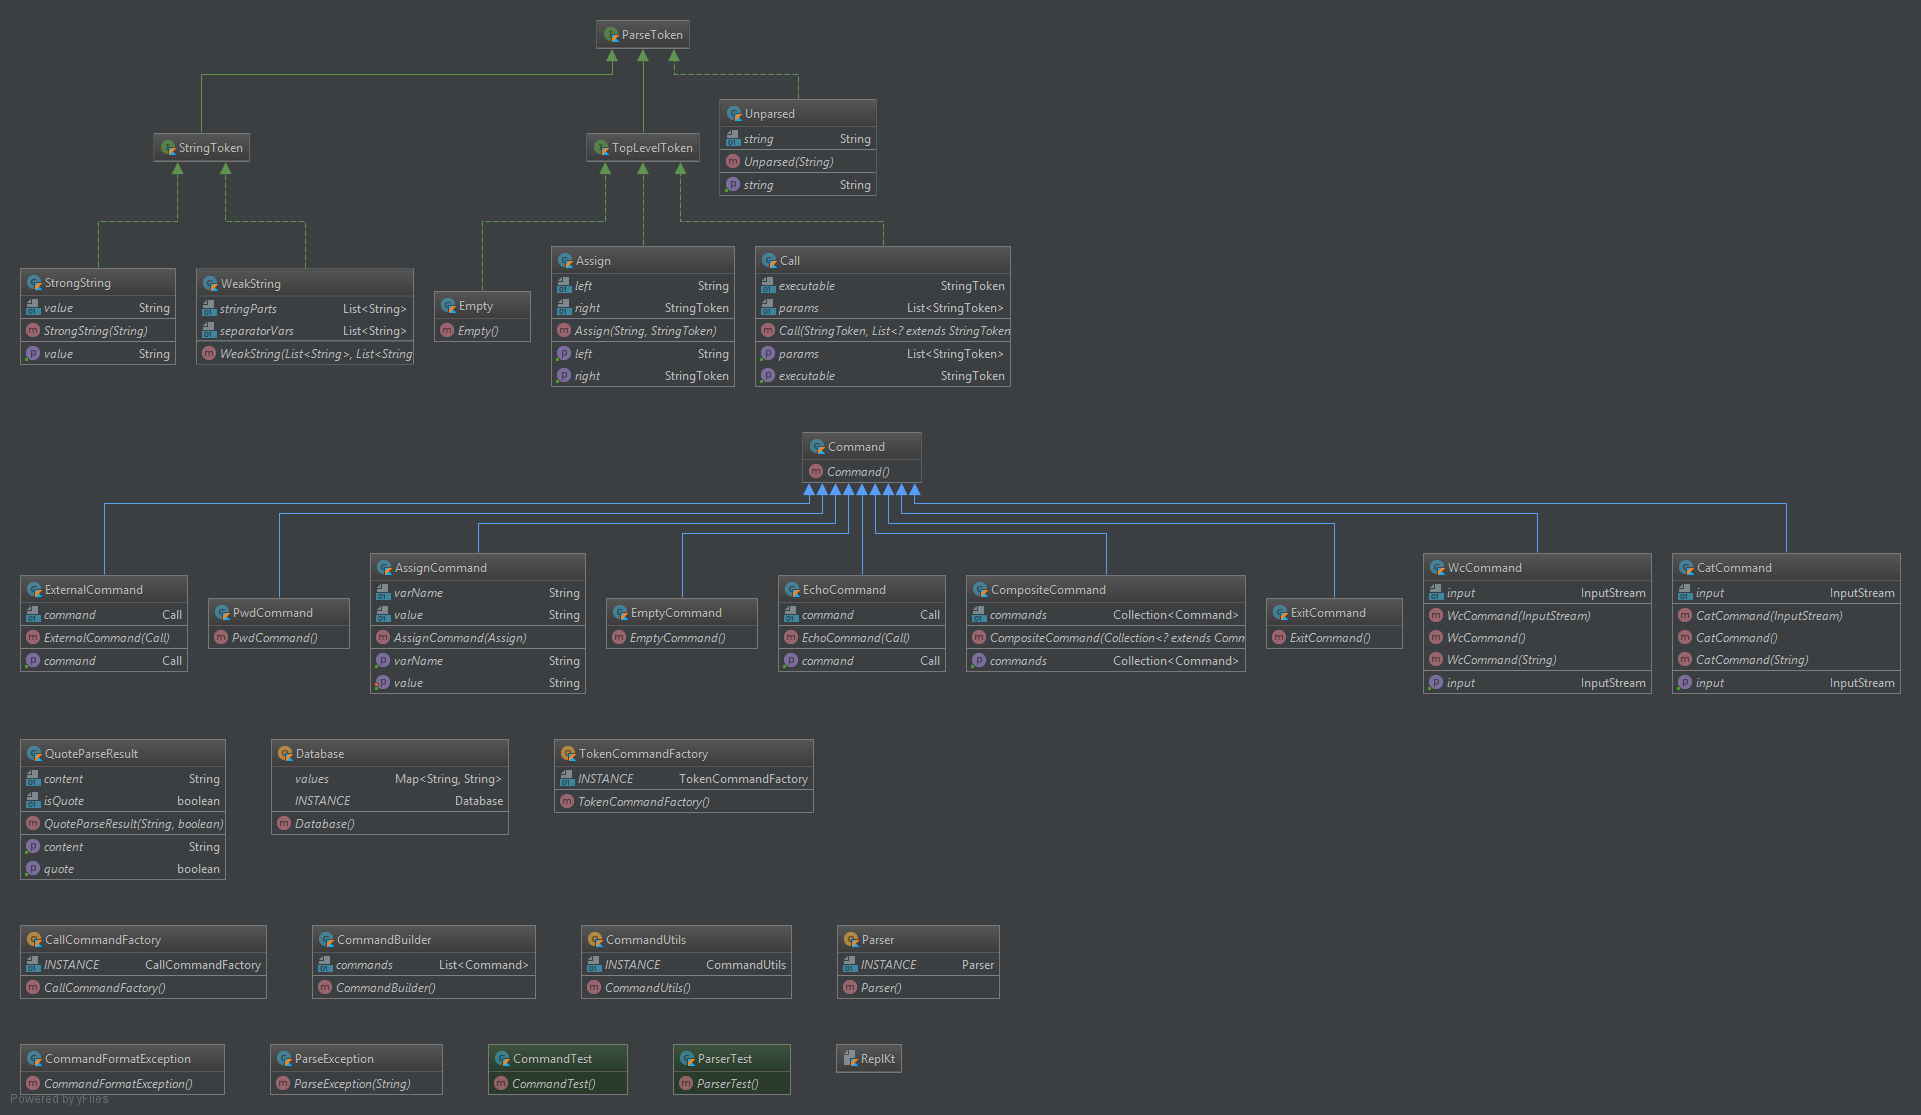 ParseToken
Unparsed
string String
Unparsed(String)
string String
StringToken
TopLevelToken
StrongString
value String
StrongString(String)
value String
WeakString
stringParts List<String>
separatorVars List<String>
WeakString(List<String>, List<String
Empty
Empty()
Assign
left String
right StringToken
Assign(String, StringToken)
left String
right StringToken
Call
executable StringToken
params List<StringToken>
Call(StringToken, List<? extends StringToken
params List<StringToken>
executable StringToken
Command
Command()
ExternalCommand
command Call
ExternalCommand(Call)
command Call
PwdCommand
PwdCommand()
AssignCommand
varName String
value String
AssignCommand(Assign)
varName String
value String
EmptyCommand
EmptyCommand()
EchoCommand
command Call
EchoCommand(Call)
command Call
CompositeCommand
commands Collection<Command>
CompositeCommand(Collection<? extends Comm
commands Collection<Command>
ExitCommand
ExitCommand()
WcCommand
input InputStream
WcCommand(InputStream)
WcCommand()
WcCommand(String)
input InputStream
CatCommand
input InputStream
CatCommand(InputStream)
CatCommand()
CatCommand(String)
input InputStream
QuoteParseResult
content String
isQuote boolean
QuoteParseResult(String, boolean)
content String
quote boolean
Database
values Map<String, String>
INSTANCE Database
Database()
TokenCommandFactory
INSTANCE TokenCommandFactory
TokenCommandFactory()
CallCommandFactory
INSTANCE CallCommandFactory
CallCommandFactory()
CommandBuilder
commands List<Command>
CommandBuilder()
CommandUtils
INSTANCE CommandUtils
CommandUtils()
Parser
INSTANCE Parser
Parser()
CommandFormatException
CommandFormatException()
ParseException
ParseException(String)
CommandTest
CommandTest()
ParserTest
ParserTest()
ReplKt
Powered by yFiles